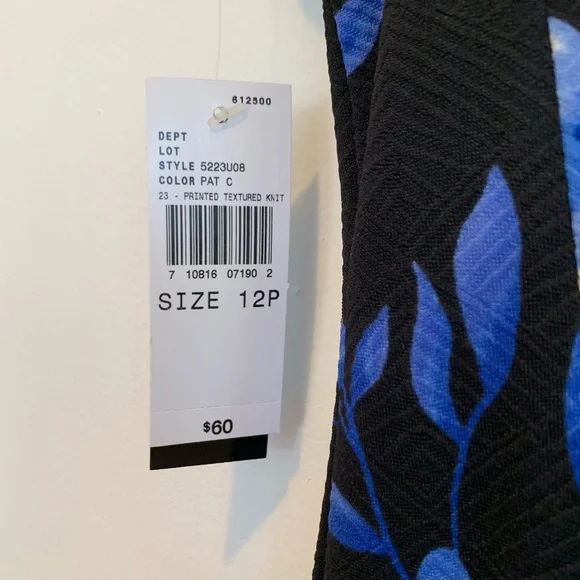 612500
DEPT
LOT
STYLE 5223U08
COLOR PAT C
23 - PRINTED TEXTURED KNIT
7 10816 07190 2
SIZE 12P
$60